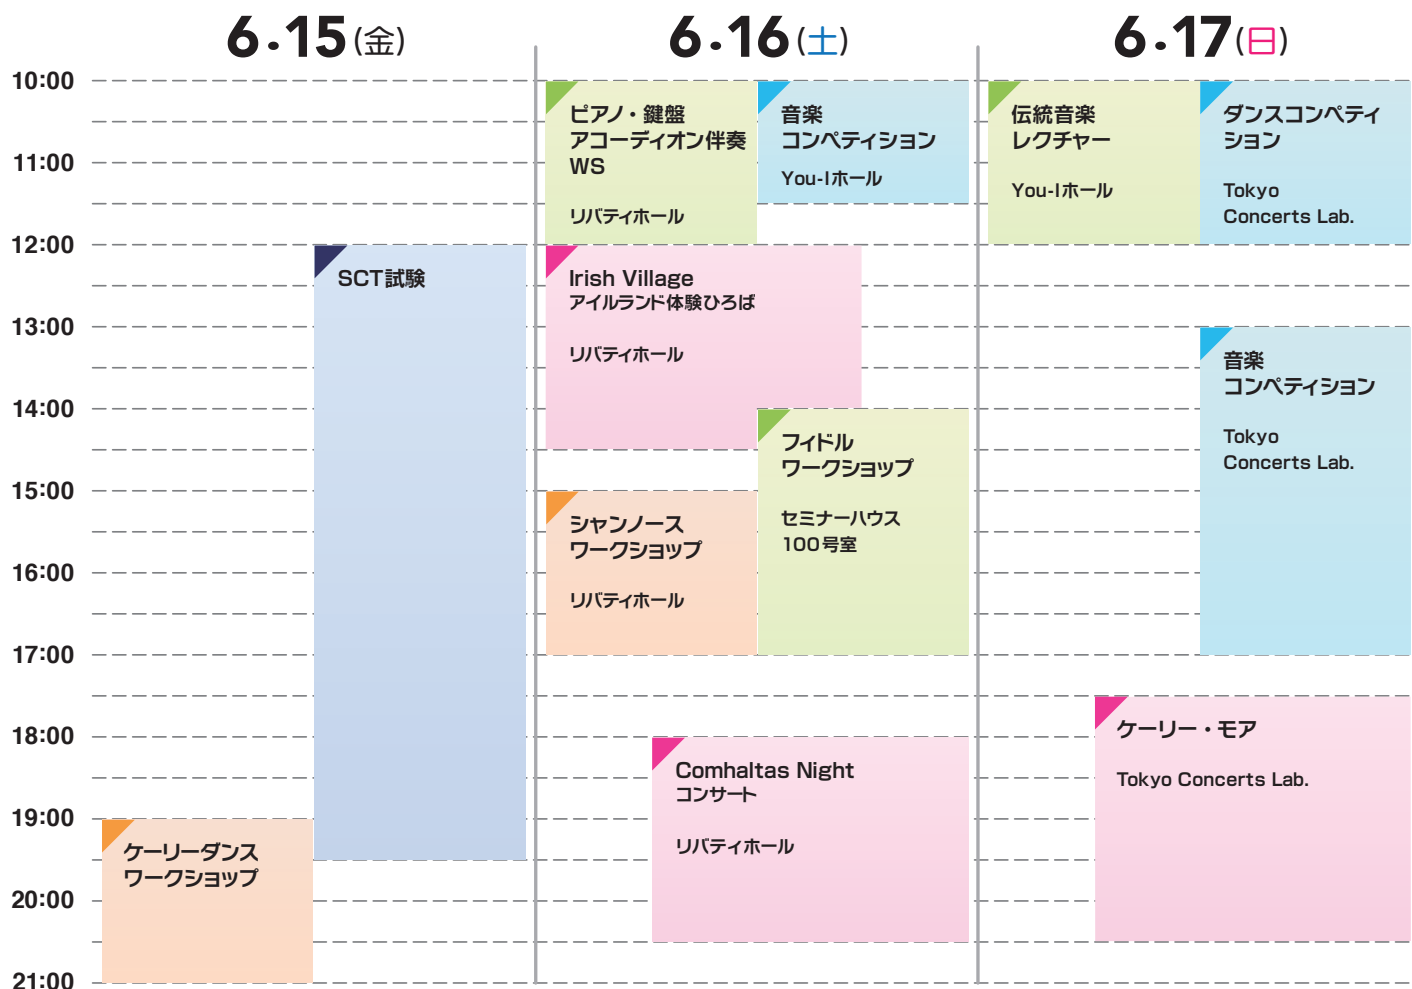 6.15(金)
6.16(土)
6.17(日)
10:00
11:00
12:00
13:00
14:00
15:00
16:00
17:00
18:00
19:00
20:00
21:00
SCT試験
ケーリーダンス
ワークショップ
ピアノ・鍵盤
アコーディオン伴奏
WS
リバティホール
音楽
コンペティション
You-Iホール
Irish Village
アイルランド体験ひろば
リバティホール
フィドル
ワークショップ
セミナーハウス
100号室
シャンノース
ワークショップ
リバティホール
Comhaltas Night
コンサート
リバティホール
伝統音楽
レクチャー
You-Iホール
ダンスコンペティ
ション
Tokyo
Concerts Lab.
音楽
コンペティション
Tokyo
Concerts Lab.
ケーリー・モア
Tokyo Concerts Lab.